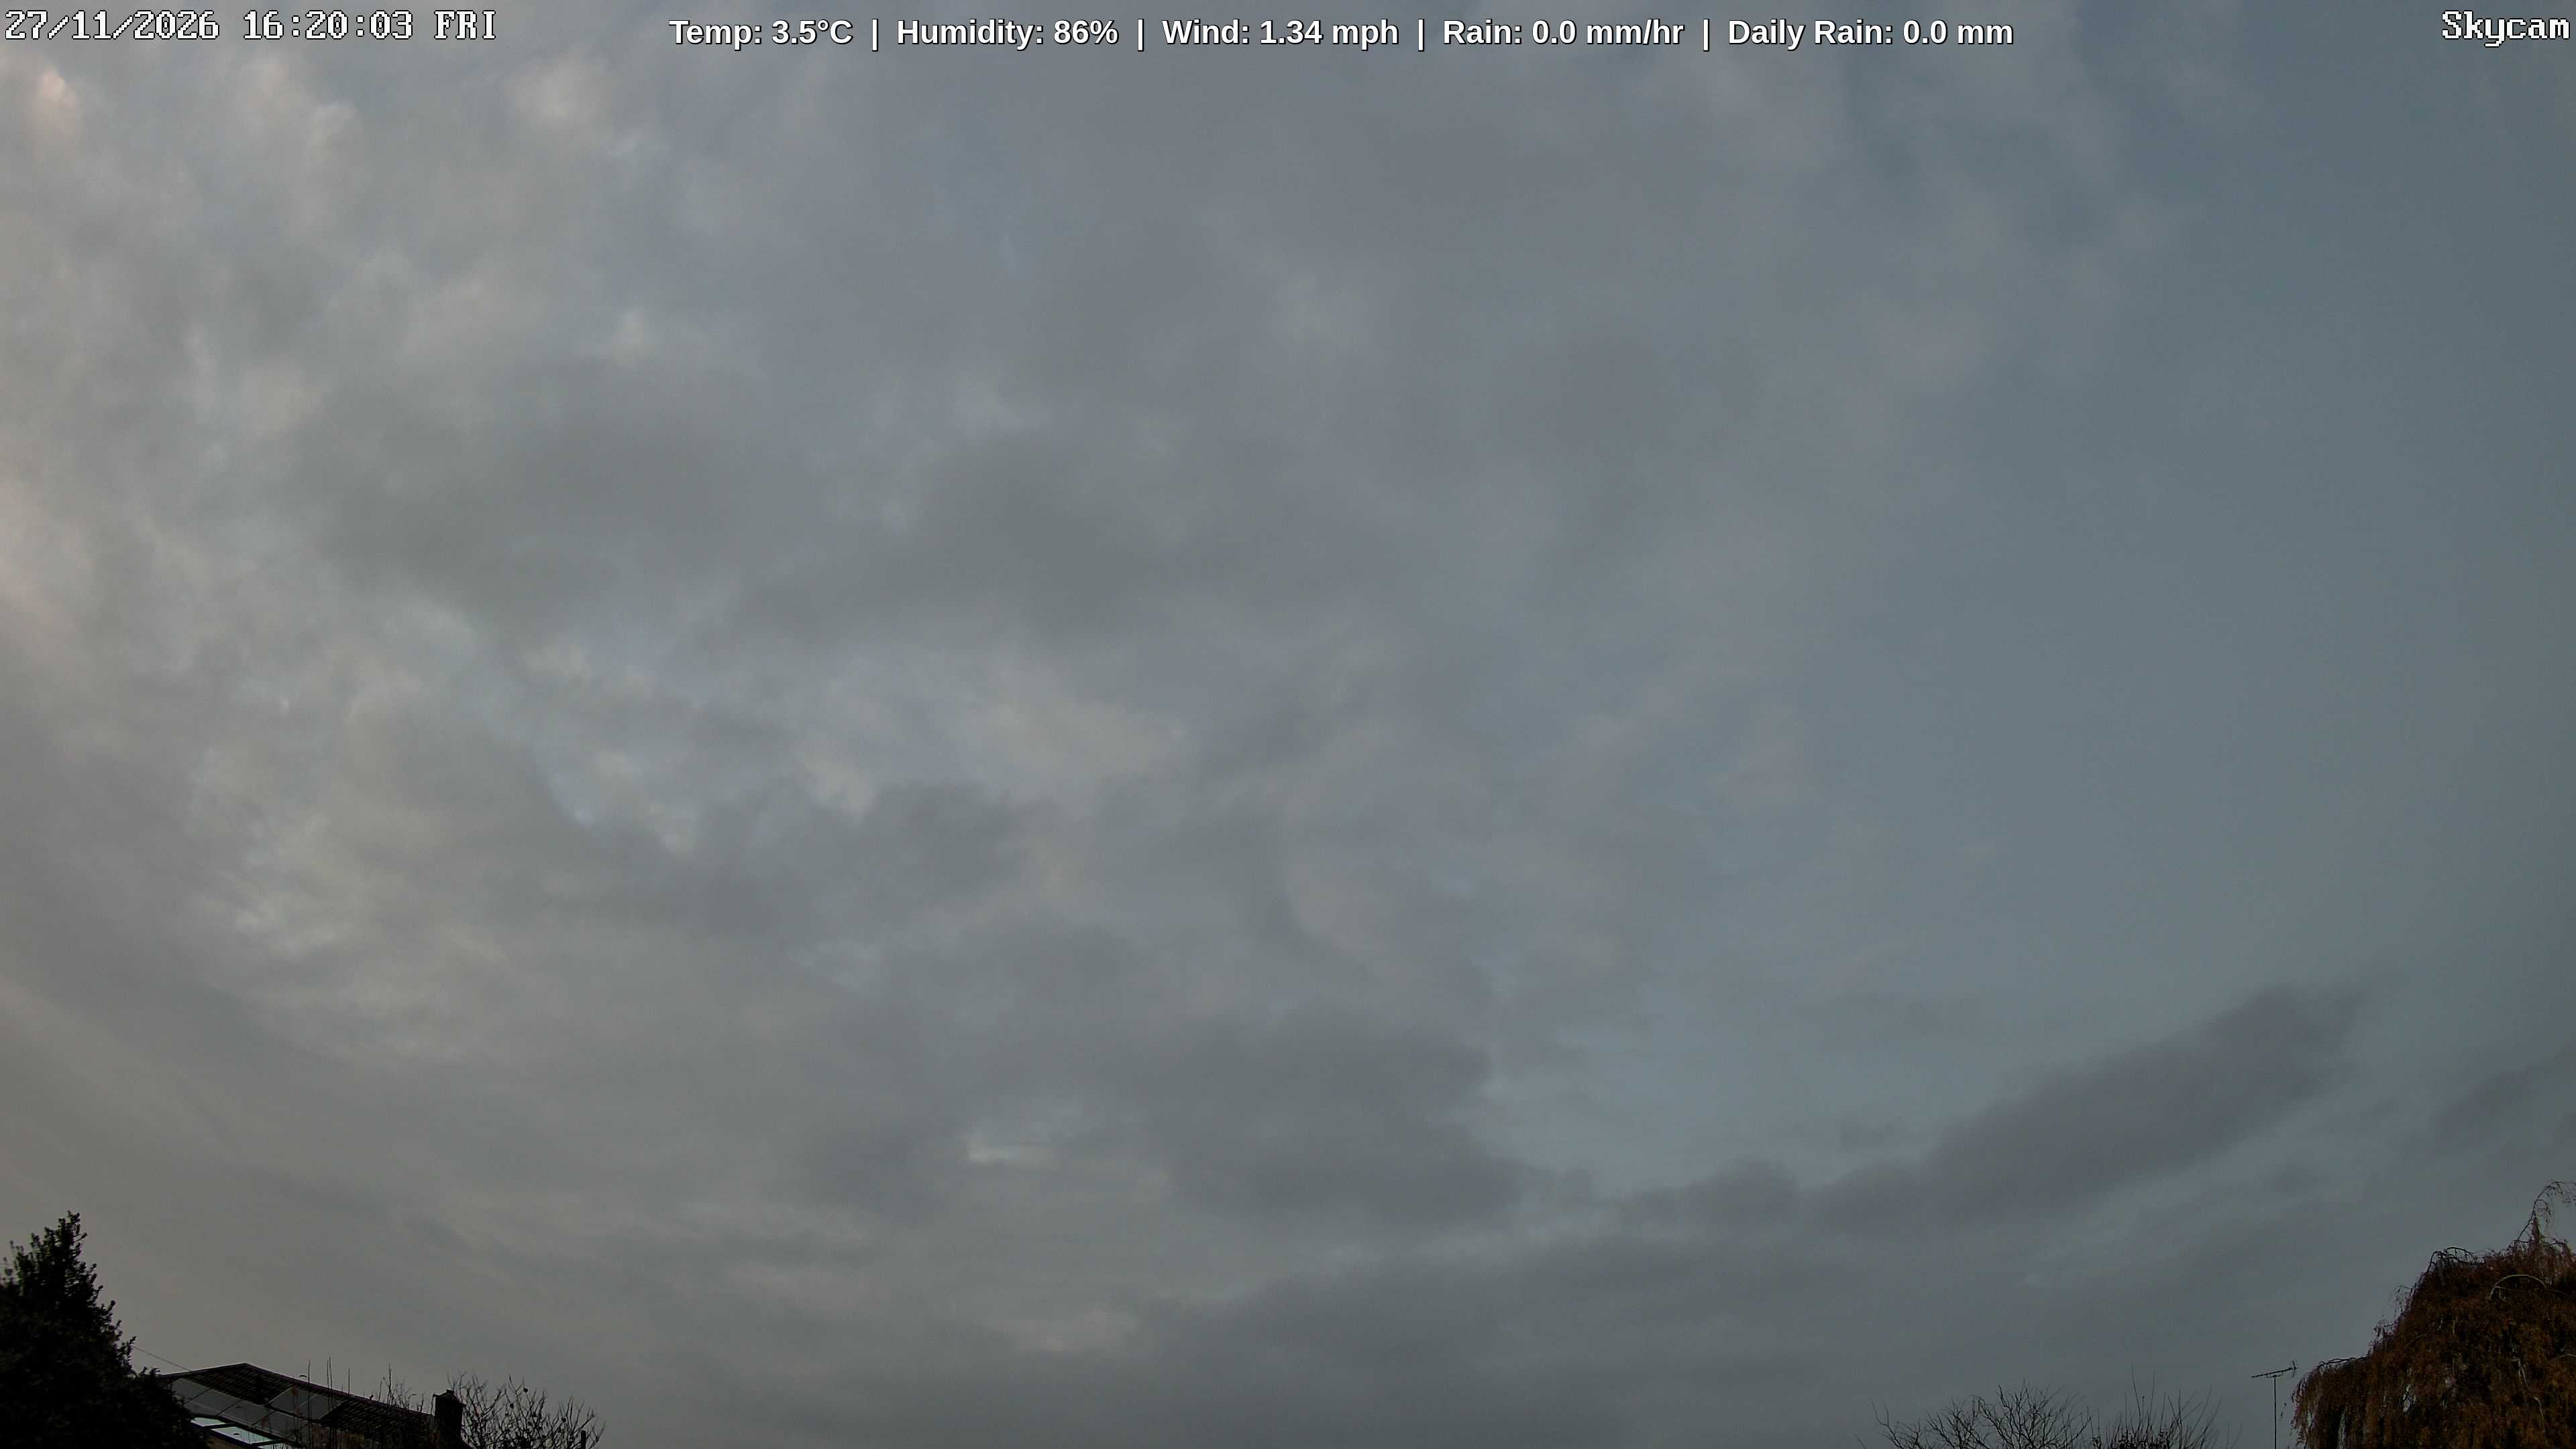 27/11/2026 16:20:03 FRI
Temp: 3.5°C | Humidity: 86% | Wind: 1.34 mph | Rain: 0.0 mm/hr | Daily Rain: 0.0 mm
Skycam